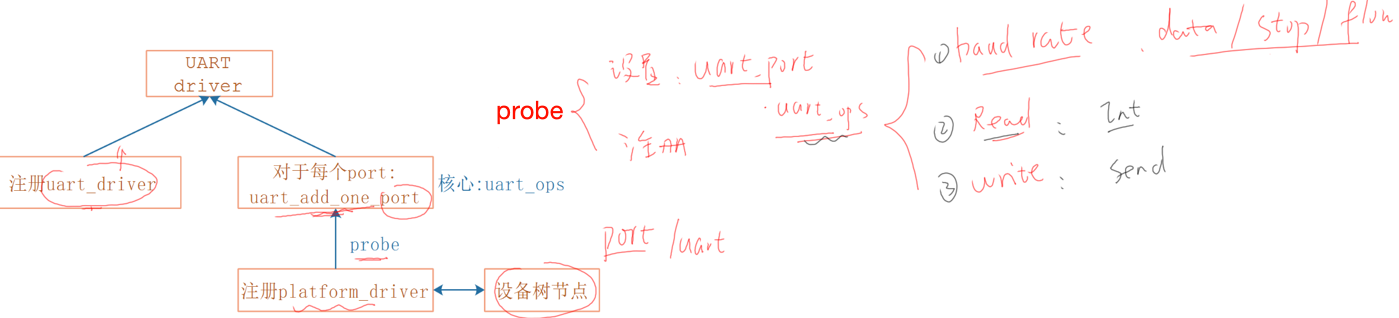 UART
driver
注册uart_driver
对于每个port:
uart_add_one_port
核心:uart_ops
probe
注册platform_driver
设备树节点
port /uart
probe
设置: uart_port
uart_ops
注册
① baud rate . data / stop / flow
② Read : Int
③ write : send